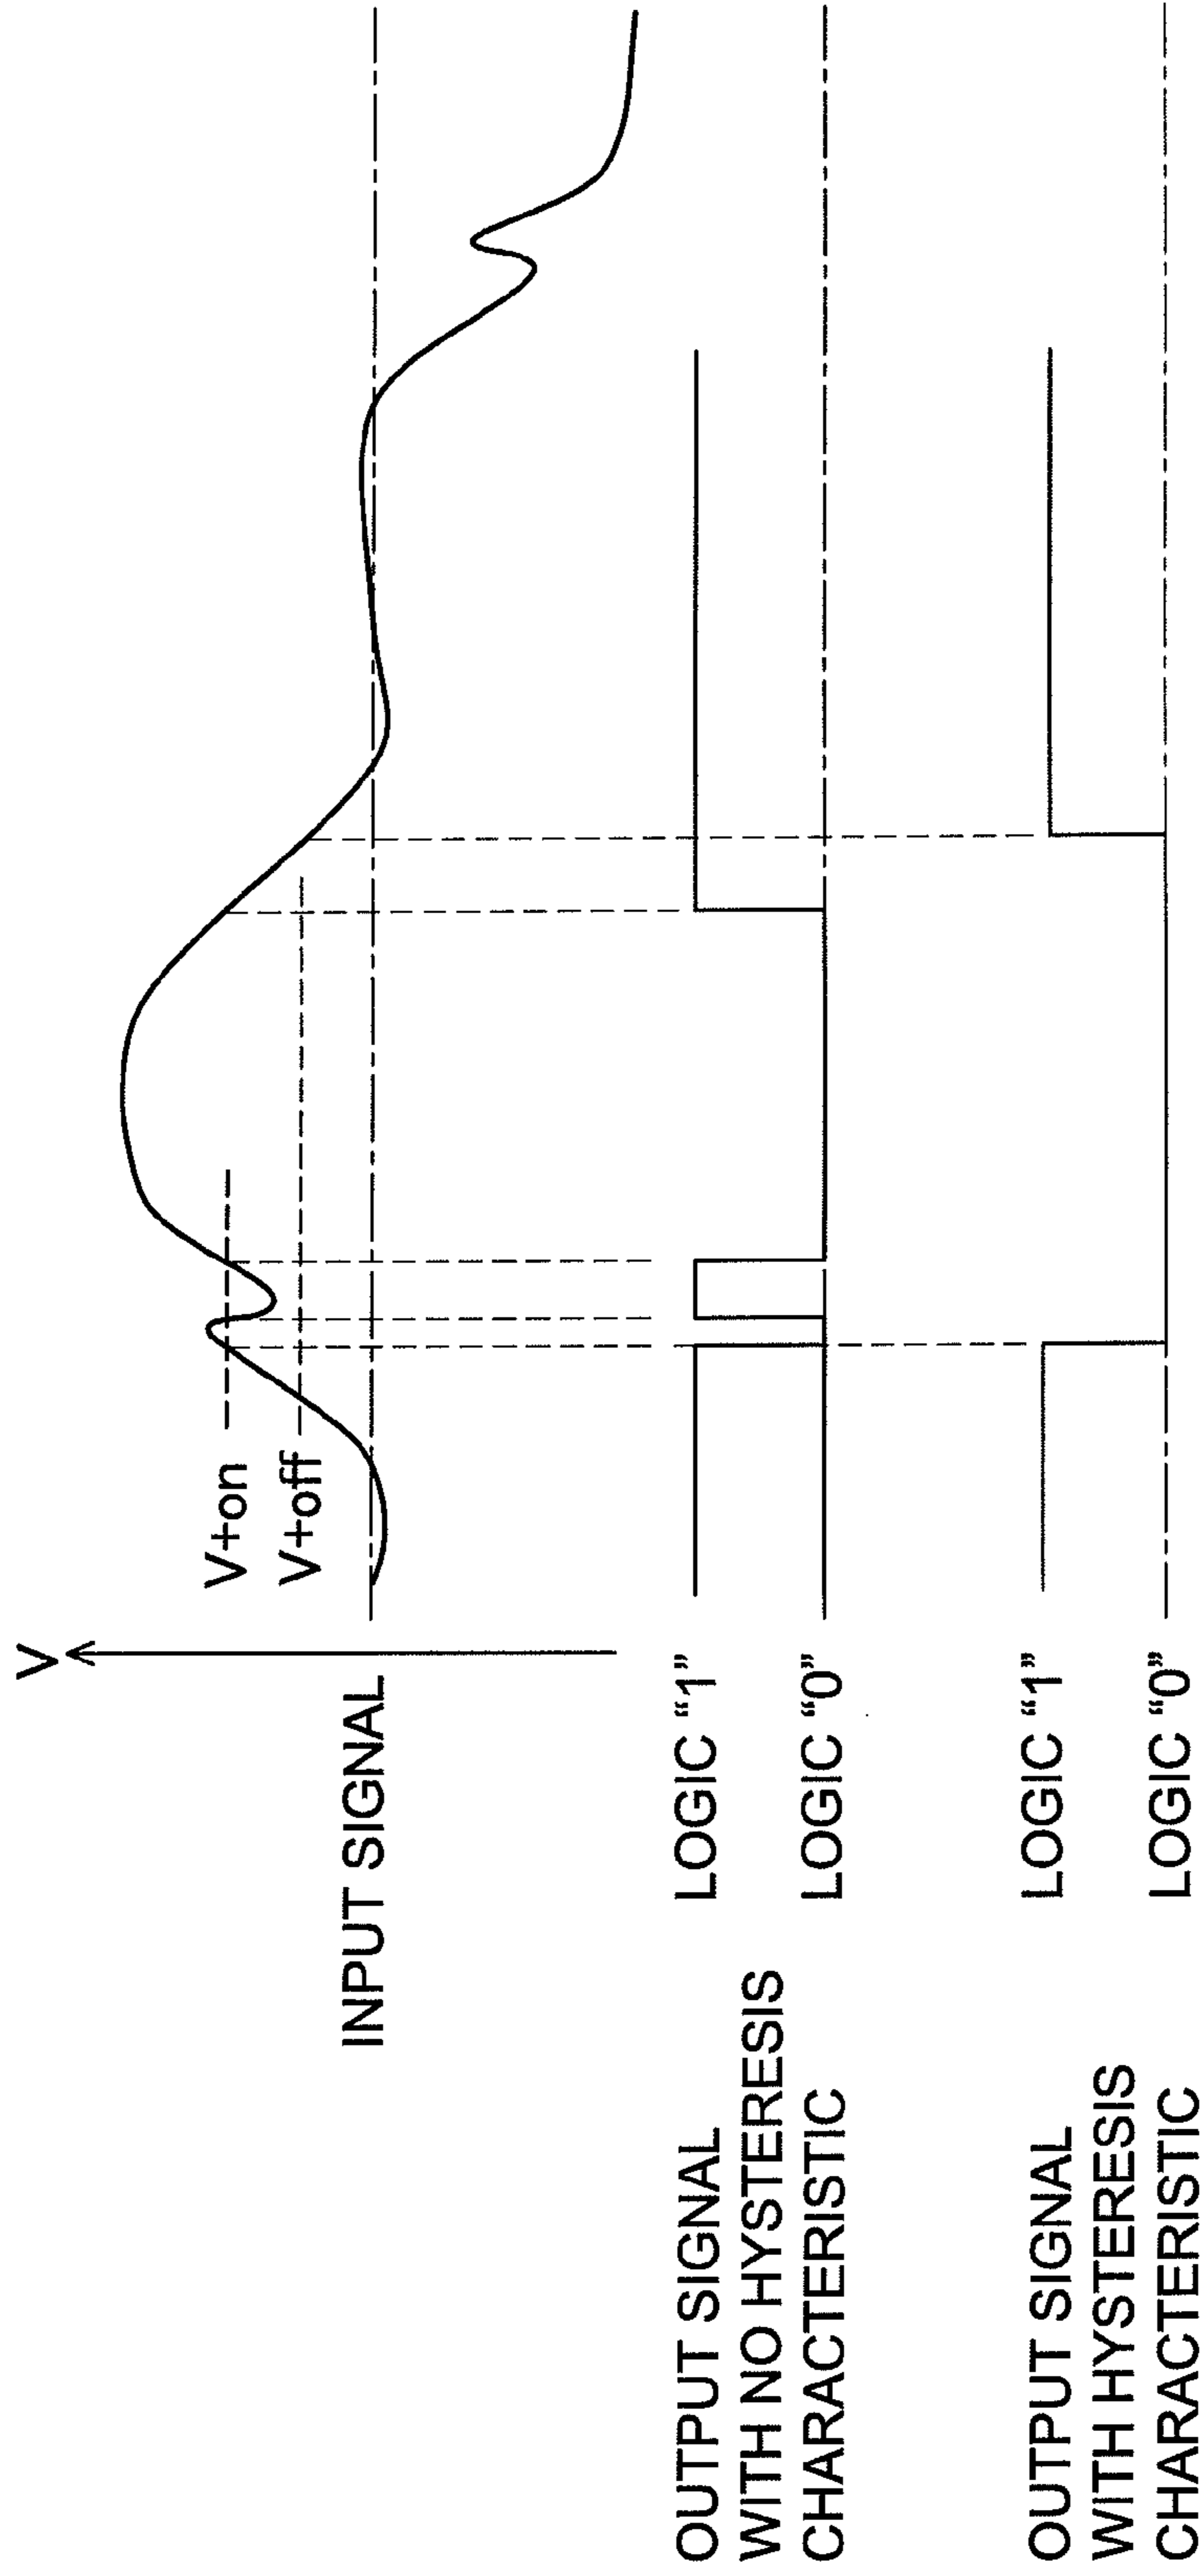 V
V+on
V+off
INPUT SIGNAL
OUTPUT SIGNAL
WITH NO HYSTERESIS
CHARACTERISTIC
LOGIC “1”
LOGIC “0”
OUTPUT SIGNAL
WITH HYSTERESIS
CHARACTERISTIC
LOGIC “1”
LOGIC “0”